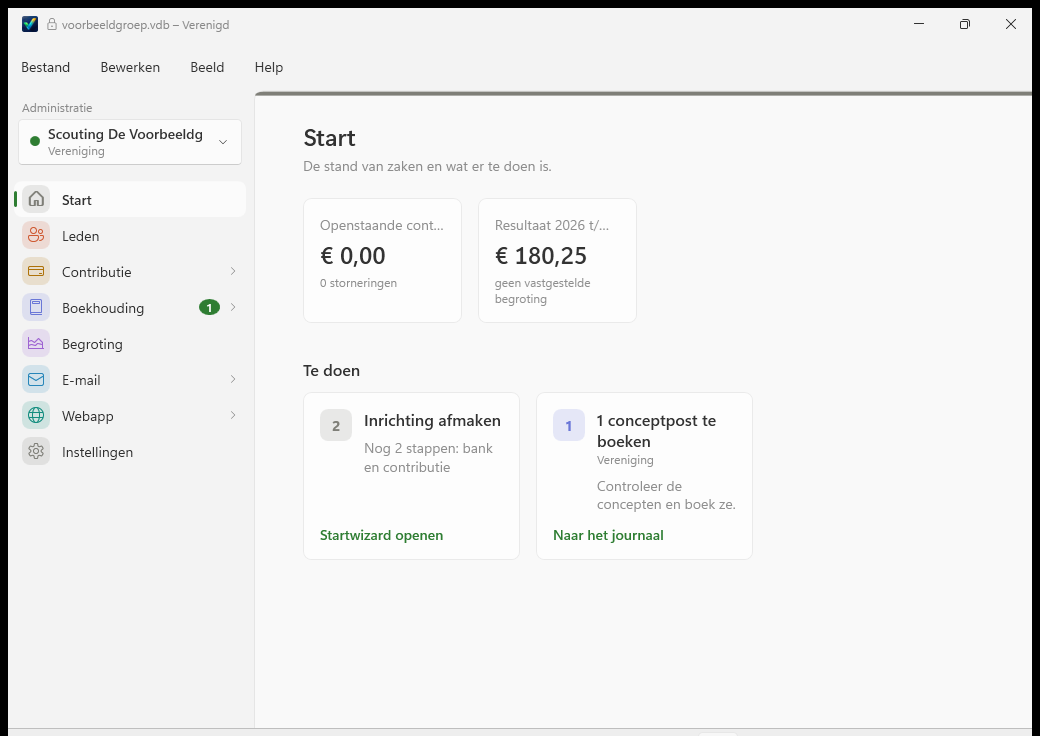 voorbeeldgroep.vdb – Verenigd
Bestand Bewerken Beeld Help
Administratie
Scouting De Voorbeeldg
Vereniging
Start
Leden
Contributie
Boekhouding 1
Begroting
E-mail
Webapp
Instellingen
Start
De stand van zaken en wat er te doen is.
Openstaande cont...
€ 0,00
0 storneringen
Resultaat 2026 t/...
€ 180,25
geen vastgestelde
begroting
Te doen
2
Inrichting afmaken
Nog 2 stappen: bank
en contributie
Startwizard openen
1
1 conceptpost te
boeken
Vereniging
Controleer de
concepten en boek ze.
Naar het journaal